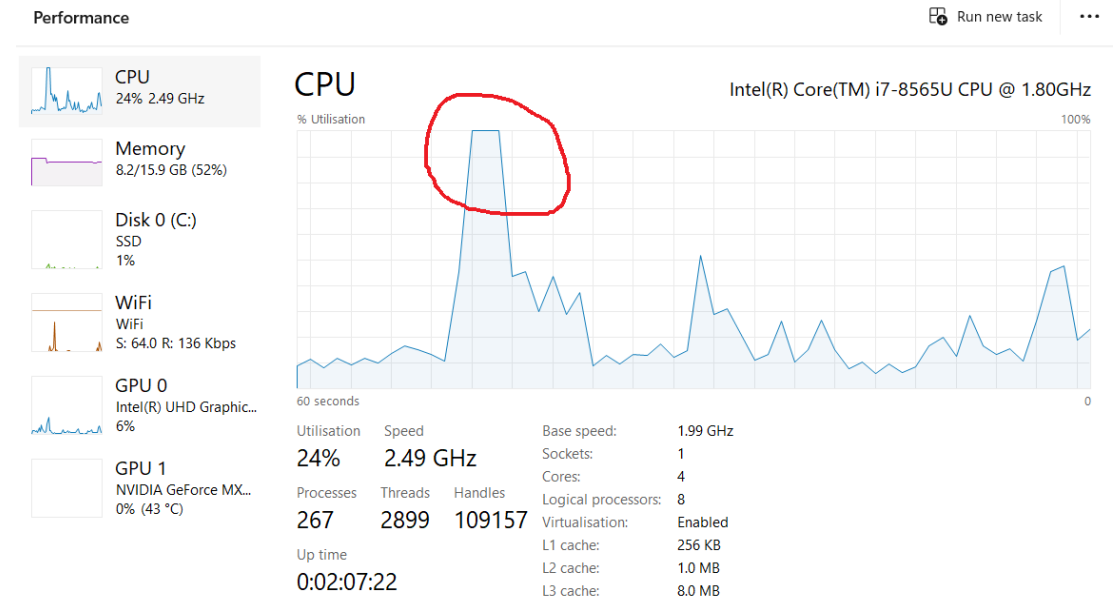 Performance
Run new task
CPU
24% 2.49 GHz
Memory
8.2/15.9 GB (52%)
Disk 0 (C:)
SSD
1%
WiFi
WiFi
S: 64.0 R: 136 Kbps
GPU 0
Intel(R) UHD Graphic...
6%
GPU 1
NVIDIA GeForce MX...
0% (43 °C)
CPU
Intel(R) Core(TM) i7-8565U CPU @ 1.80GHz
% Utilisation
100%
60 seconds
0
Utilisation
Speed
24%
2.49 GHz
Processes
Threads
Handles
267
2899
109157
Up time
0:02:07:22
Base speed: 1.99 GHz
Sockets: 1
Cores: 4
Logical processors: 8
Virtualisation: Enabled
L1 cache: 256 KB
L2 cache: 1.0 MB
L3 cache: 8.0 MB